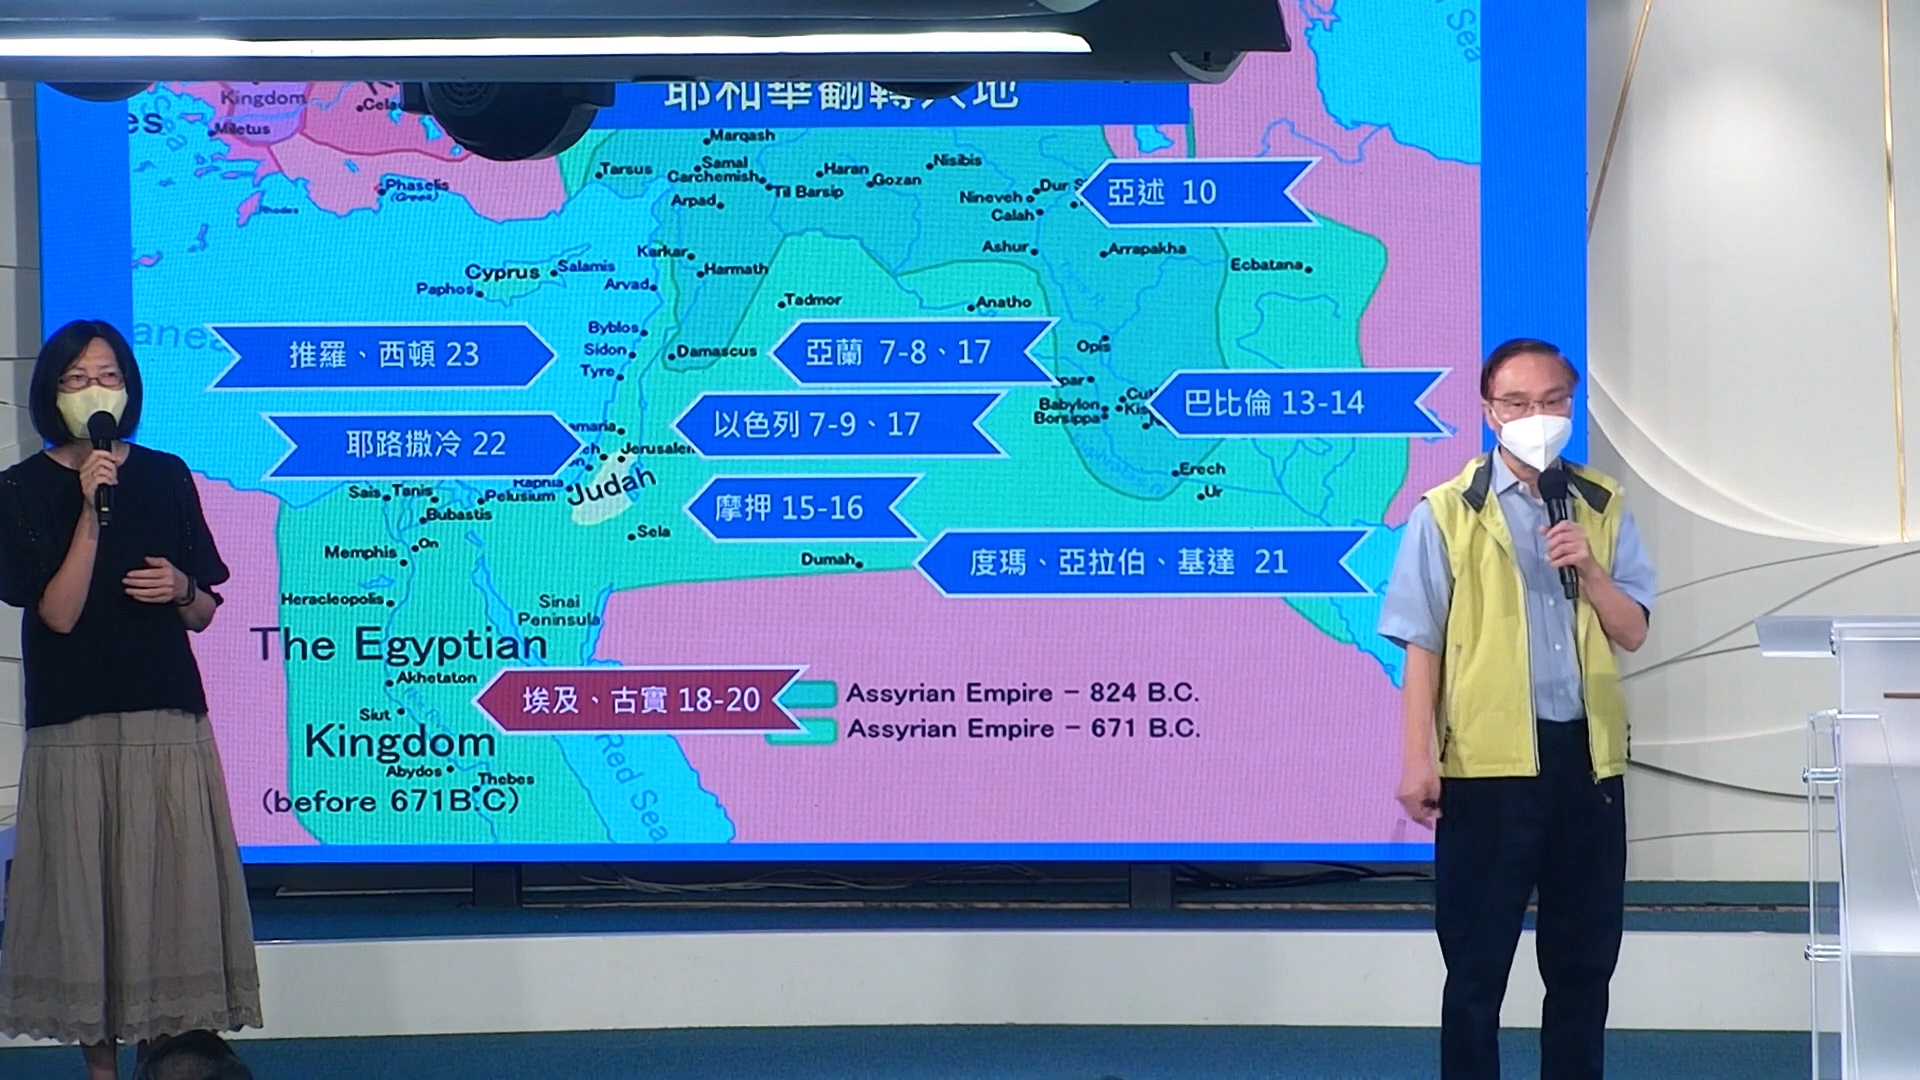 耶和華翻轉大地
Kingdom
Miletus
Phaselis
(Greek)
Rhodes
Marqash
Tarsus
Samal
Carchemish
Haran
Nisibis
Gozan
Til Barsip
Arpad
Nineveh
Dur
Calah
亞述 10
Karkar
Harmath
Ashur
Arrapakha
Ecbatana
Cyprus
Salamis
Paphos
Arvad
Tadmor
Anatho
Byblos
Sidon
Tyre
Damascus
Opis
推羅、西頓 23
亞蘭 7-8、17
巴比倫 13-14
Babylon
Borsippa
以色列 7-9、17
耶路撒冷 22
Jerusalem
Judah
Erech
Ur
Sais
Tanis
Raphia
Pelusium
Bubastis
摩押 15-16
Sela
On
Memphis
Dumah
度瑪、亞拉伯、基達 21
Heracleopolis
Sinai
Peninsula
The Egyptian
Akhetaton
埃及、古實 18-20
Assyrian Empire - 824 B.C.
Siut
Kingdom
Assyrian Empire - 671 B.C.
Abydos
Thebes
(before 671B.C)
Red Sea